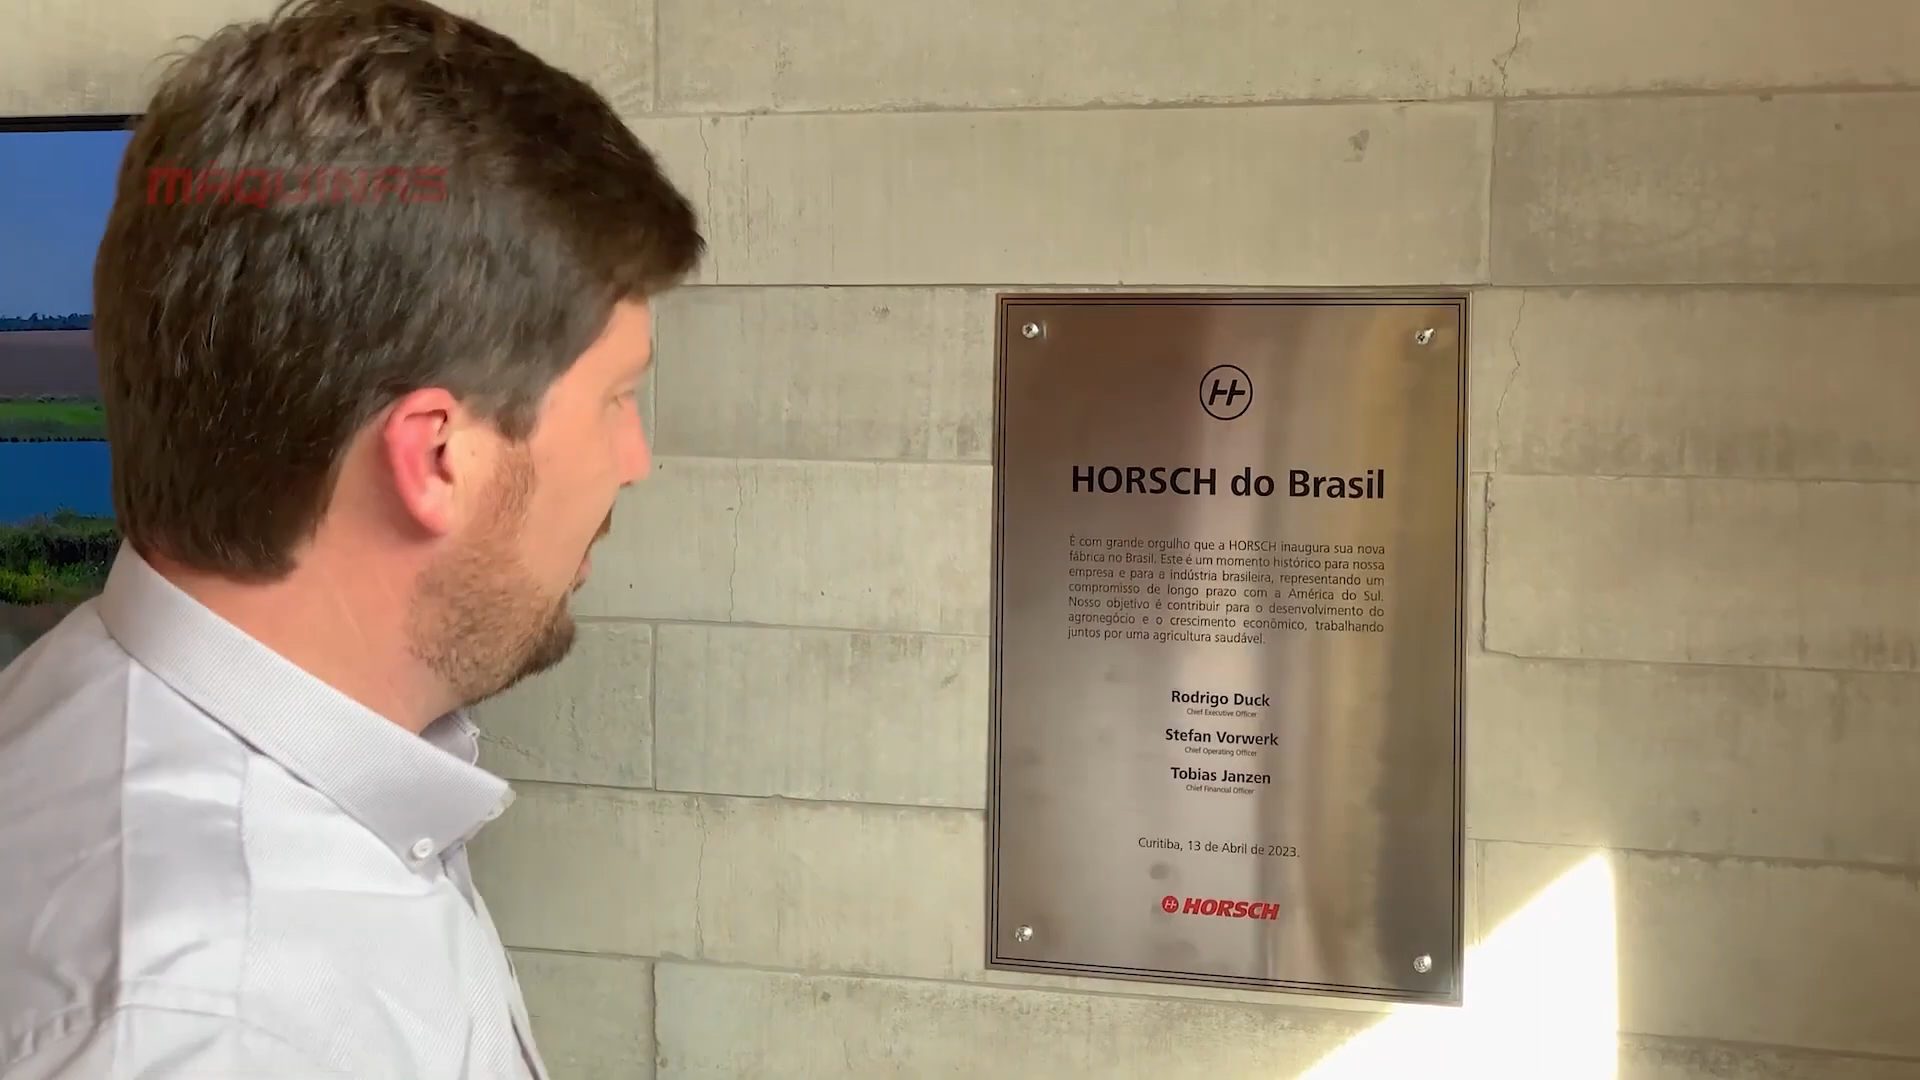 MÁQUINAS
HORSCH do Brasil
É com grande orgulho que a HORSCH inaugura sua nova
fábrica no Brasil. Este é um momento histórico para nossa
empresa e para a indústria brasileira, representando um
compromisso de longo prazo com a América do Sul.
Nosso objetivo é contribuir para o desenvolvimento do
agronegócio e o crescimento econômico, trabalhando
juntos por uma agricultura saudável.
Rodrigo Duck
Chief Executive Officer
Stefan Vorwerk
Chief Operating Officer
Tobias Janzen
Chief Financial Officer
Curitiba, 13 de Abril de 2023.
HORSCH